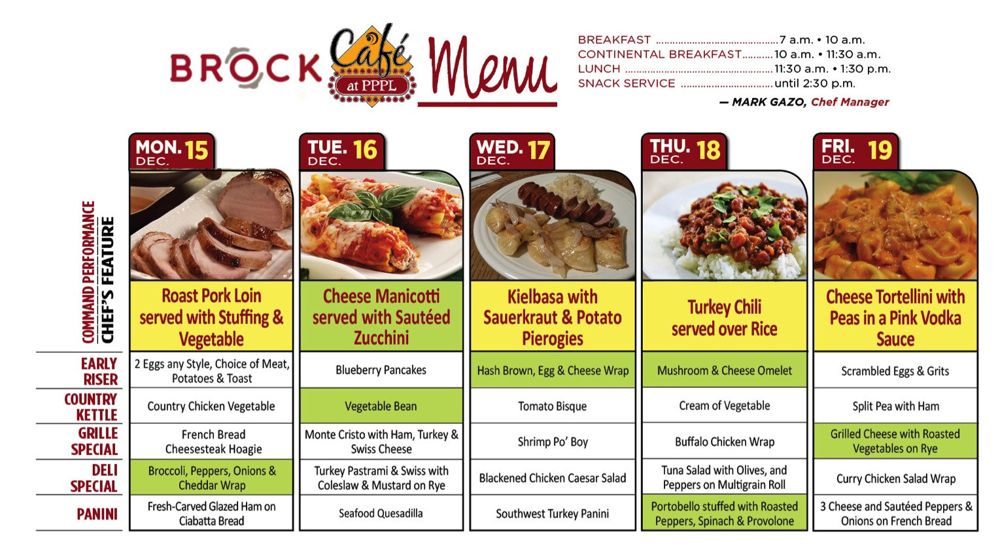 BROCK
Café
at PPPL
Menu
BREAKFAST ............................................ 7 a.m. • 10 a.m.
CONTINENTAL BREAKFAST........... 10 a.m. • 11:30 a.m.
LUNCH ..................................................... 11:30 a.m. • 1:30 p.m.
SNACK SERVICE ................................. until 2:30 p.m.
— MARK GAZO, Chef Manager
MON. 15
DEC.
TUE. 16
DEC.
WED. 17
DEC.
THU. 18
DEC.
FRI. 19
DEC.
COMMAND PERFORMANCE
CHEF'S FEATURE
Roast Pork Loin
served with Stuffing &
Vegetable
Cheese Manicotti
served with Sautéed
Zucchini
Kielbasa with
Sauerkraut & Potato
Pierogies
Turkey Chili
served over Rice
Cheese Tortellini with
Peas in a Pink Vodka
Sauce
EARLY
RISER
2 Eggs any Style, Choice of Meat,
Potatoes & Toast
Blueberry Pancakes
Hash Brown, Egg & Cheese Wrap
Mushroom & Cheese Omelet
Scrambled Eggs & Grits
COUNTRY
KETTLE
Country Chicken Vegetable
Vegetable Bean
Tomato Bisque
Cream of Vegetable
Split Pea with Ham
GRILLE
SPECIAL
French Bread
Cheesesteak Hoagie
Monte Cristo with Ham, Turkey &
Swiss Cheese
Shrimp Po' Boy
Buffalo Chicken Wrap
Grilled Cheese with Roasted
Vegetables on Rye
DELI
SPECIAL
Broccoli, Peppers, Onions &
Cheddar Wrap
Turkey Pastrami & Swiss with
Coleslaw & Mustard on Rye
Blackened Chicken Caesar Salad
Tuna Salad with Olives, and
Peppers on Multigrain Roll
Curry Chicken Salad Wrap
PANINI
Fresh-Carved Glazed Ham on
Ciabatta Bread
Seafood Quesadilla
Southwest Turkey Panini
Portobello stuffed with Roasted
Peppers, Spinach & Provolone
3 Cheese and Sautéed Peppers &
Onions on French Bread